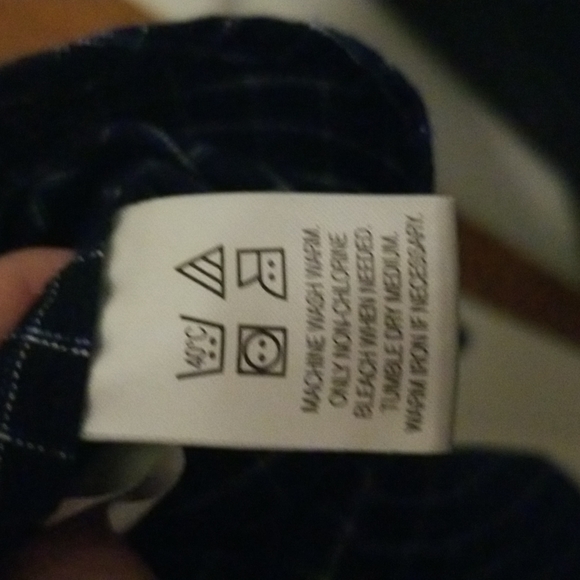 40°C
MACHINE WASH WARM.
ONLY NON-CHLORINE
BLEACH WHEN NEEDED.
TUMBLE DRY MEDIUM.
WARM IRON IF NECESSARY.